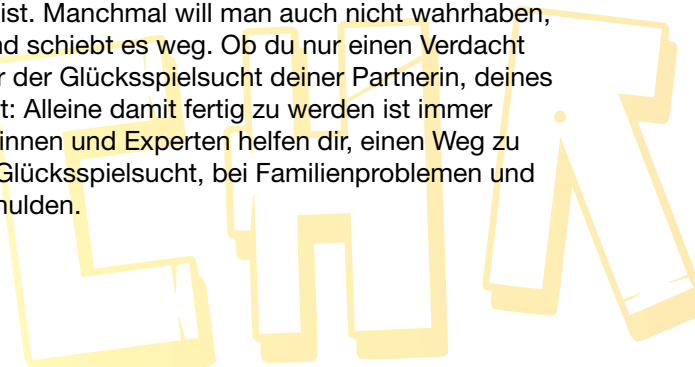 ist. Manchmal will man auch nicht wahrhaben,
nd schiebt es weg. Ob du nur einen Verdacht
r der Glücksspielsucht deiner Partnerin, deines
t: Alleine damit fertig zu werden ist immer
innen und Experten helfen dir, einen Weg zu
Glücksspielsucht, bei Familienproblemen und
hulden.